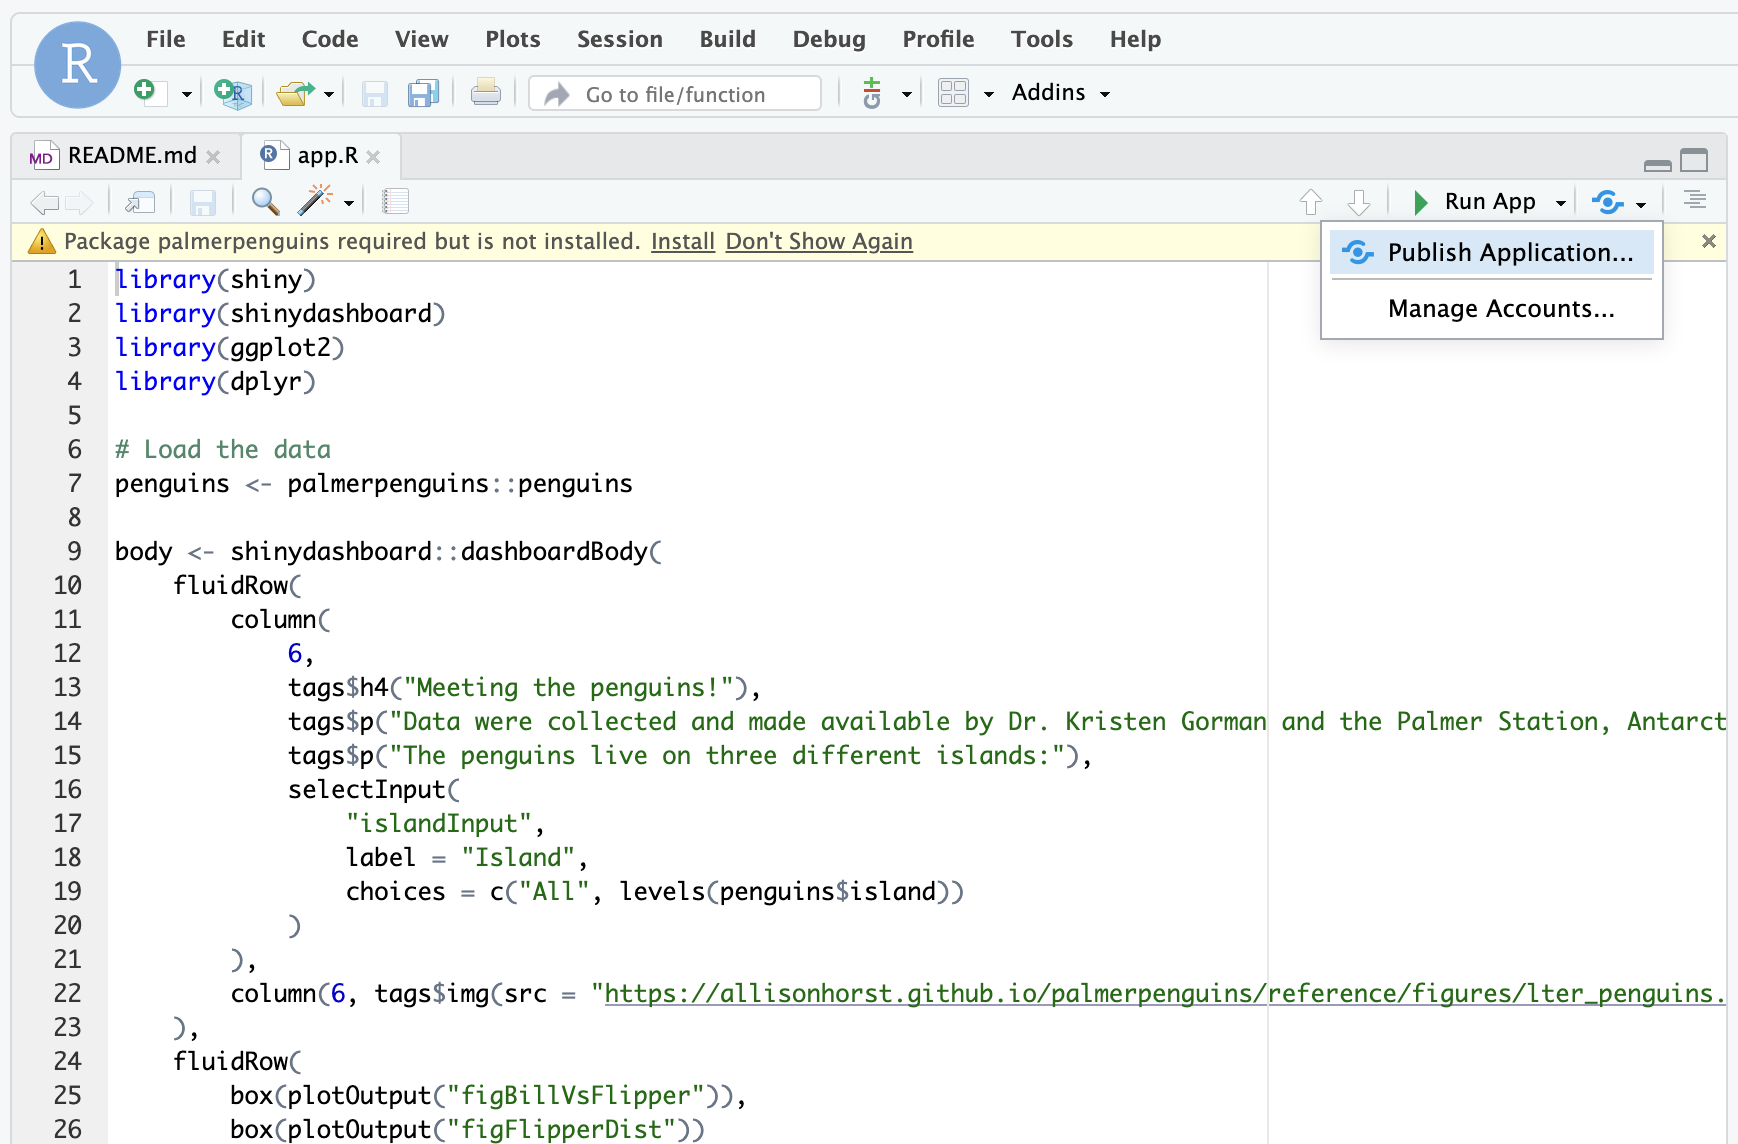 R File Edit Code View Plots Session Build Debug Profile Tools Help
R Go to file/function G Addins
MD README.md R app.R
Run App
Package palmerpenguins required but is not installed. Install Don't Show Again
Publish Application...
Manage Accounts...
1 library(shiny)
2 library(shinydashboard)
3 library(ggplot2)
4 library(dplyr)
5
6 # Load the data
7 penguins <- palmerpenguins::penguins
8
9 body <- shinydashboard::dashboardBody(
10 fluidRow(
11 column(
12 6,
13 tags$h4("Meeting the penguins!"),
14 tags$p("Data were collected and made available by Dr. Kristen Gorman and the Palmer Station, Antarct
15 tags$p("The penguins live on three different islands:"),
16 selectInput(
17 "islandInput",
18 label = "Island",
19 choices = c("All", levels(penguins$island))
20 )
21 ),
22 column(6, tags$img(src = "https://allisonhorst.github.io/palmerpenguins/reference/figures/lter_penguins.
23 ),
24 fluidRow(
25 box(plotOutput("figBillVsFlipper")),
26 box(plotOutput("figFlipperDist"))